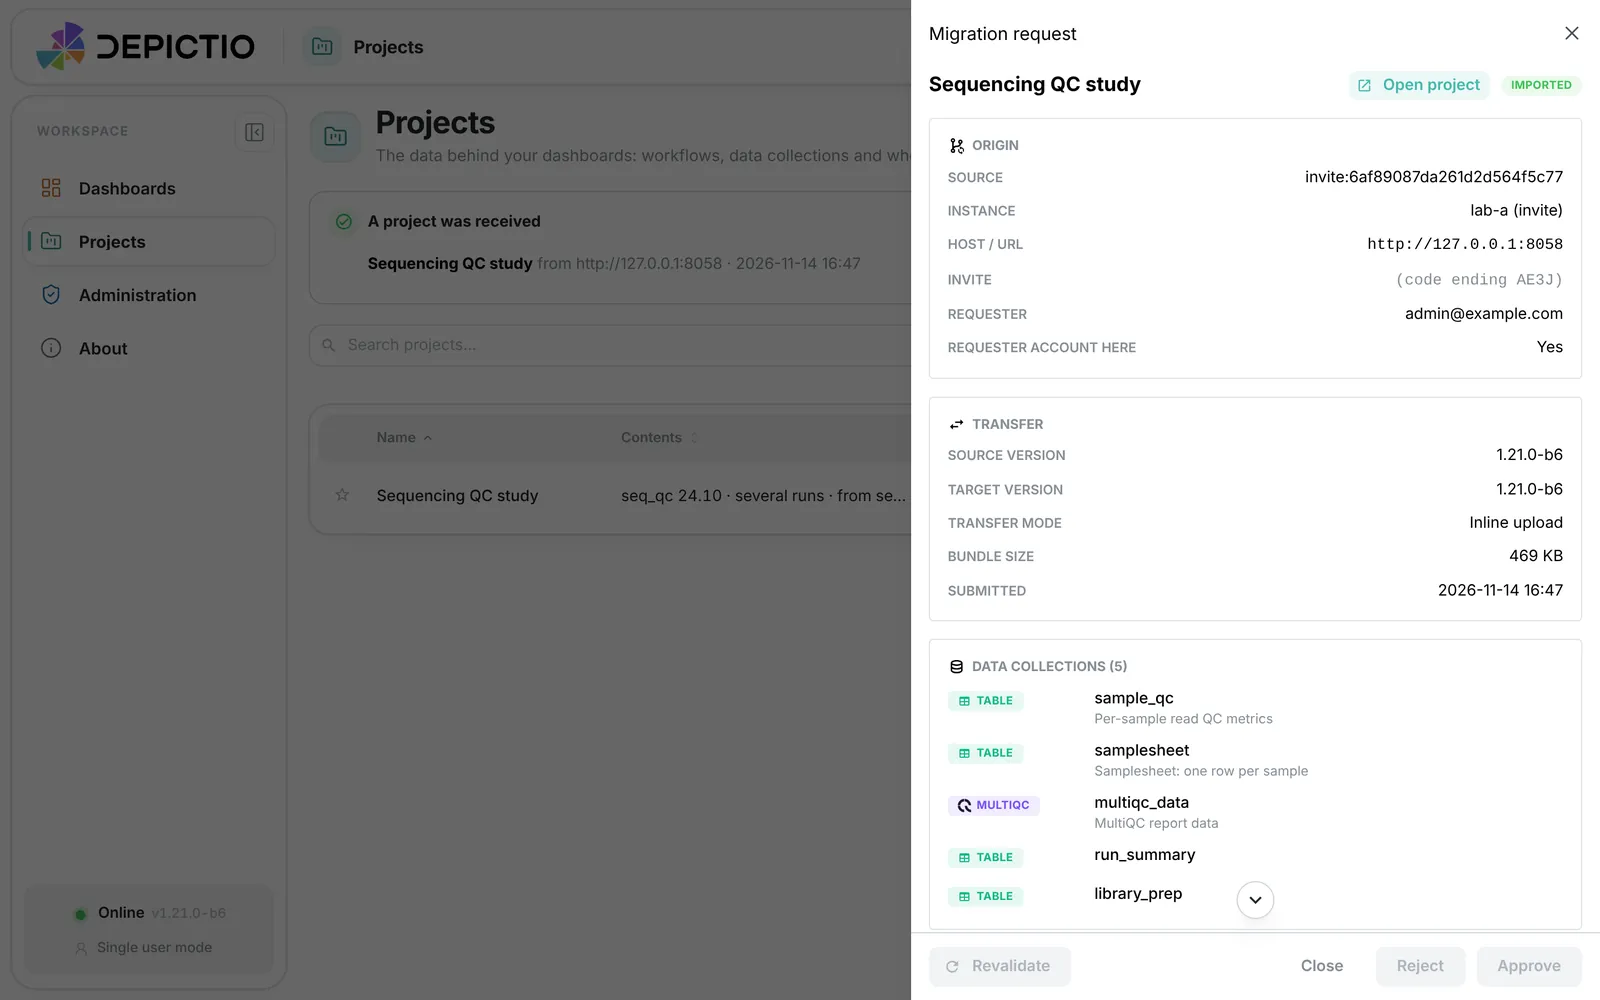 DEPICTIO
Projects
WORKSPACE
Dashboards
Projects
Administration
About
Online v1.21.0-b6
Single user mode
Projects
The data behind your dashboards: workflows, data collections and wh
A project was received
Sequencing QC study from http://127.0.0.1:8058 · 2026-11-14 16:47
Search projects...
Name Contents
Sequencing QC study seq_qc 24.10 · several runs · from se...
Migration request
Sequencing QC study Open project IMPORTED
ORIGIN
SOURCE invite:6af89087da261d2d564f5c77
INSTANCE lab-a (invite)
HOST / URL http://127.0.0.1:8058
INVITE (code ending AE3J)
REQUESTER admin@example.com
REQUESTER ACCOUNT HERE Yes
TRANSFER
SOURCE VERSION 1.21.0-b6
TARGET VERSION 1.21.0-b6
TRANSFER MODE Inline upload
BUNDLE SIZE 469 KB
SUBMITTED 2026-11-14 16:47
DATA COLLECTIONS (5)
TABLE sample_qc
Per-sample read QC metrics
TABLE samplesheet
Samplesheet: one row per sample
MULTIQC multiqc_data
MultiQC report data
TABLE run_summary
TABLE library_prep
Revalidate Close Reject Approve